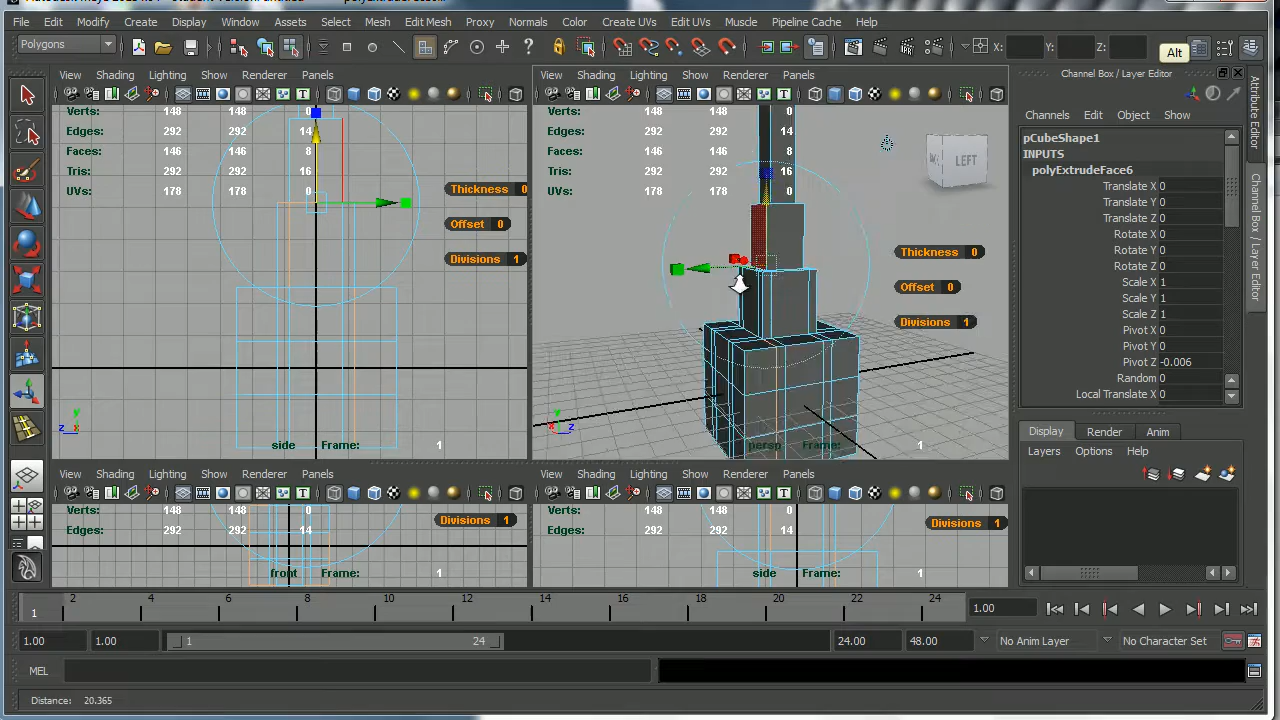 File Edit Modify Create Display Window Assets Select Mesh Edit Mesh Proxy Normals Color Create UVs Edit UVs Muscle Pipeline Cache Help
Polygons X: Y: Z: Alt
View Shading Lighting Show Renderer Panels
View Shading Lighting Show Renderer Panels
Channel Box / Layer Editor
Verts: 148 148 0
Edges: 292 292 14
Faces: 146 146 8
Tris: 292 292 16
UVs: 178 178 0
Thickness 0
Offset 0
Divisions 1
side Frame: 1
Verts: 148 148 0
Edges: 292 292 14
Faces: 146 146 8
Tris: 292 292 16
UVs: 178 178 0
LEFT
Thickness 0
Offset 0
Divisions 1
persp Frame: 1
Channels Edit Object Show
pCubeShape1
INPUTS
polyExtrudeFace6
Translate X 0
Translate Y 0
Translate Z 0
Rotate X 0
Rotate Y 0
Rotate Z 0
Scale X 1
Scale Y 1
Scale Z 1
Pivot X 0
Pivot Y 0
Pivot Z -0.006
Random 0
Local Translate X 0
Attribute Editor
Channel Box / Layer Editor
Display Render Anim
Layers Options Help
View Shading Lighting Show Renderer Panels
View Shading Lighting Show Renderer Panels
Verts: 148 148 0
Edges: 292 292 14
Divisions 1
front Frame: 1
Verts: 148 148 0
Edges: 292 292 14
Divisions 1
side Frame: 1
1 2 4 6 8 10 12 14 16 18 20 22 24 1.00
1.00 1.00 1 24 24.00 48.00 No Anim Layer No Character Set
MEL
Distance: 20.365